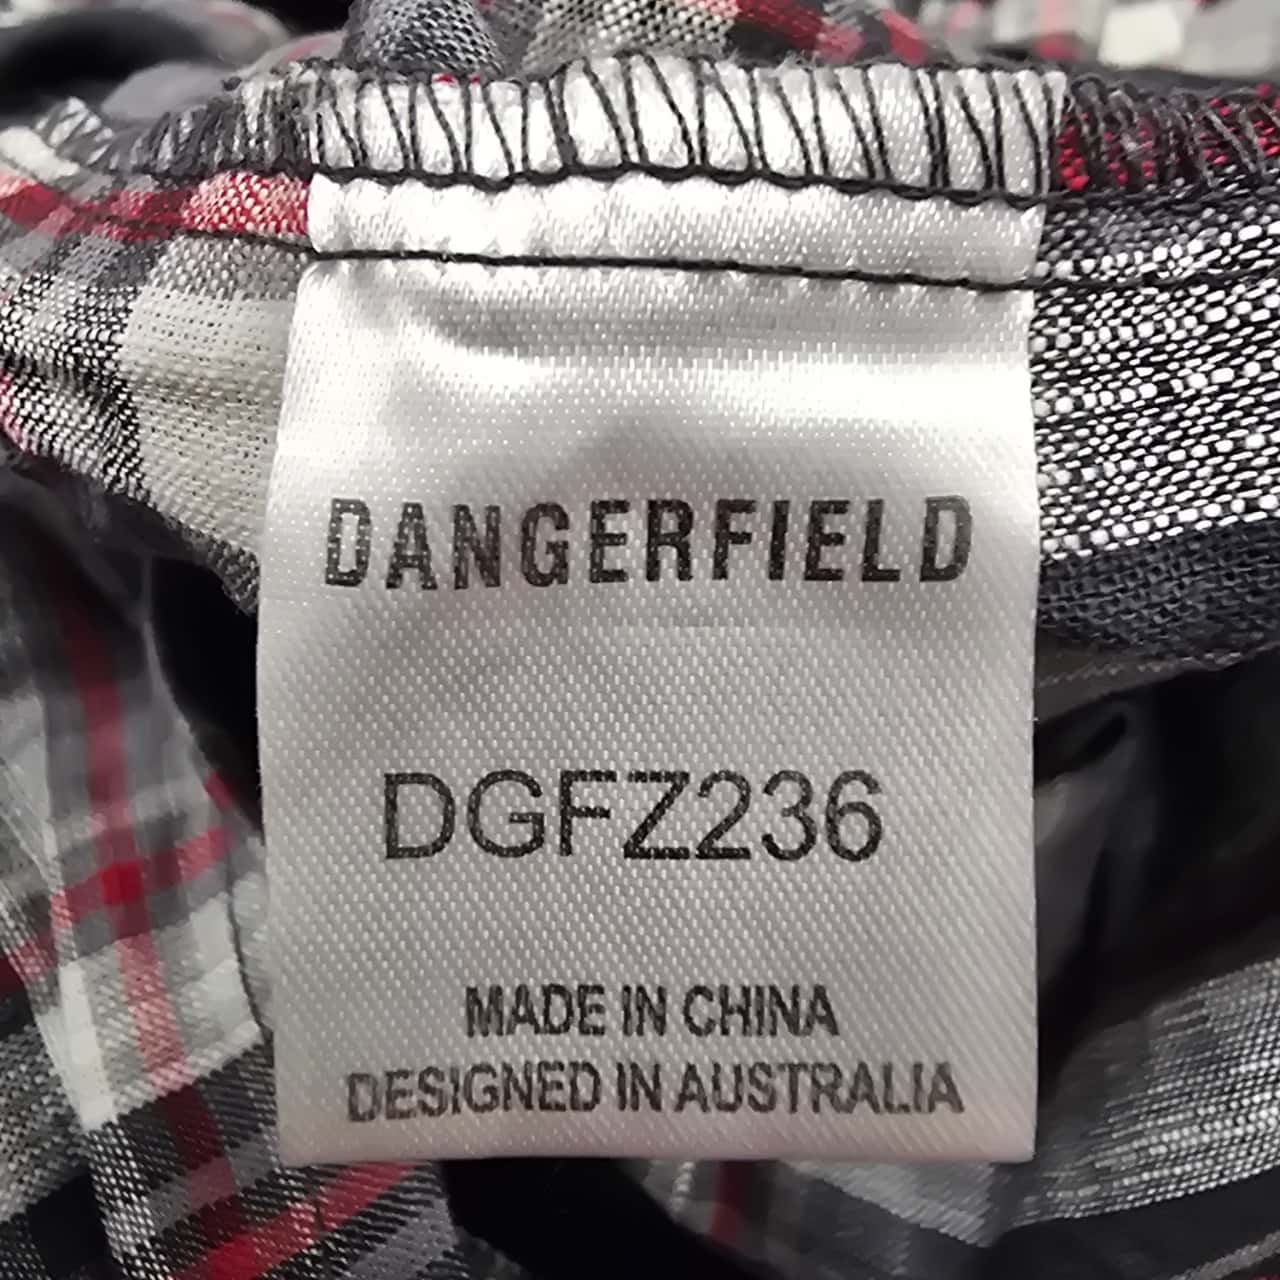 DANGERFIELD
DGFZ236
MADE IN CHINA
DESIGNED IN AUSTRALIA